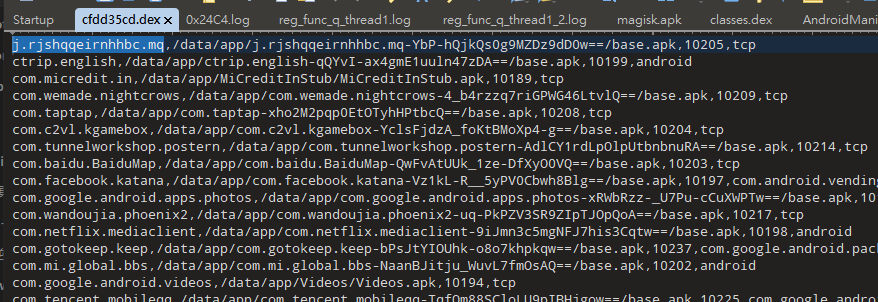 Startup cfdd35cd.dex 0x24C4.log reg_func_q_thread1.log reg_func_q_thread1_2.log magisk.apk classes.dex AndroidMani
j.rjshqqeirnhhbc.mq,/data/app/j.rjshqqeirnhhbc.mq-YbP-hQjkQsOg9MZDz9dD0w==/base.apk,10205,tcp
ctrip.english,/data/app/ctrip.english-qQYvI-ax4gmE1uuln47zDA==/base.apk,10199,android
com.micredit.in,/data/app/MiCreditInStub/MiCreditInStub.apk,10189,tcp
com.wemade.nightcrows,/data/app/com.wemade.nightcrows-4_b4rzzq7riGPWG46LtvlQ==/base.apk,10209,tcp
com.taptap,/data/app/com.taptap-xho2M2pqp0EtOTyhHPtbcQ==/base.apk,10208,tcp
com.c2vl.kgamebox,/data/app/com.c2vl.kgamebox-YclsFjdzA_foKtBMoXp4-g==/base.apk,10204,tcp
com.tunnelworkshop.postern,/data/app/com.tunnelworkshop.postern-AdlCY1rdLpOlpUtbnbnuRA==/base.apk,10214,tcp
com.baidu.BaiduMap,/data/app/com.baidu.BaiduMap-QwFvAtUUk_1ze-DfXyO0VQ==/base.apk,10203,tcp
com.facebook.katana,/data/app/com.facebook.katana-Vz1kL-R__5yPV0Cbwh8Blg==/base.apk,10197,com.android.vending
com.google.android.apps.photos,/data/app/com.google.android.apps.photos-xRWbRzz-_U7Pu-cCuXWPTw==/base.apk,10
com.wandoujia.phoenix2,/data/app/com.wandoujia.phoenix2-uq-PkPZV3SR9ZIpTJOpQoA==/base.apk,10217,tcp
com.netflix.mediaclient,/data/app/com.netflix.mediaclient-9iJmn3c5mgNFJ7his3Cqtw==/base.apk,10198,android
com.gotokeep.keep,/data/app/com.gotokeep.keep-bPsJtYIOUhk-o8o7khpkqw==/base.apk,10237,com.google.android.pac
com.mi.global.bbs,/data/app/com.mi.global.bbs-NaanBJitju_WuvL7fmOsAQ==/base.apk,10202,android
com.google.android.videos,/data/app/Videos/Videos.apk,10194,tcp